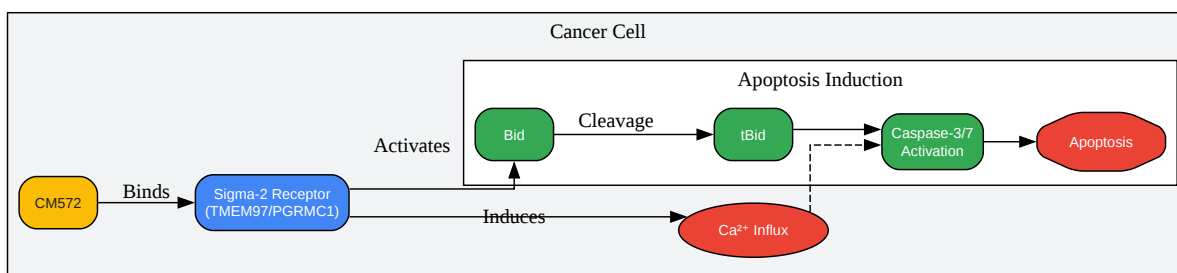 Cancer Cell
Apoptosis Induction
Bid
Cleavage
tBid
Caspase-3/7
Activation
Apoptosis
Activates
CM572
Binds
Sigma-2 Receptor
(TMEM97/PGRMC1)
Induces
Ca²⁺ Influx